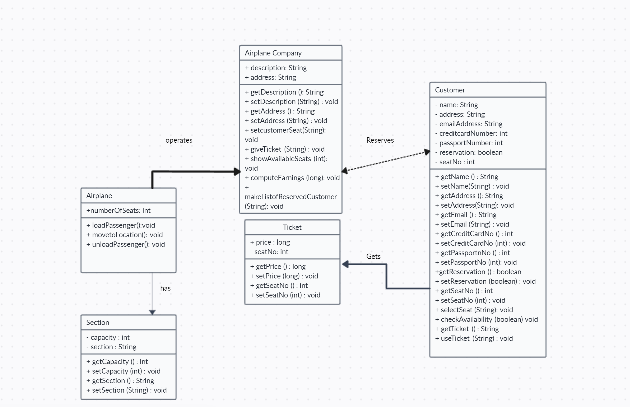 Airplane Company
+ description: String
+ address: String
+ getDescription (): String
+ setDescription (String) : void
+ getAddress () : String
+ setAddress (String) : void
+ setcustomerSeat(String):
void
+ giveTicket (String) : void
+ showAvailableSeats (int):
void
+ computeEarnings (long): void
+
makelistofReservedCustomer
(String): void
operates
Reserves
Customer
- name: String
- address: String
- emailAddress: String
- creditcardNumber: int
- passportNumber: int
- reservation: boolean
- seatNo : int
+ getName () : String
+ setName(String) : void
+ getAddress (): String
+ setAddress(String): void
+ getEmail () : String
+ setEmail (String) : void
+ getCreditCardNo () : int
+ setCreditCardNo (int): void
+ getPassportnNo () : int
+ setPassportNo (int): void
+getReservation () : boolean
+ setReservation (boolean) : void
+ getSeatNo () : int
+ setSeatNo (int) : void
+ selectSeat (String): void
+ checkAvailability (boolean) void
+ getTicket () : String
+ useTicket (String) : void
Airplane
+numberOfSeats: int
+ loadPassenger(): void
+ movetoLocation(): void
+ unloadPassenger(): void
Ticket
+ price : long
- seatNo: int
+ getPrice () : long
+ setPrice (long) : void
+ getSeatNo () : int
+ setSeatNo (int) : void
Gets
has
Section
- capacity : int
- section : String
+ getCapacity () : int
+ setCapacity (int) : void
+ getSection () : String
+ setSection (String) : void